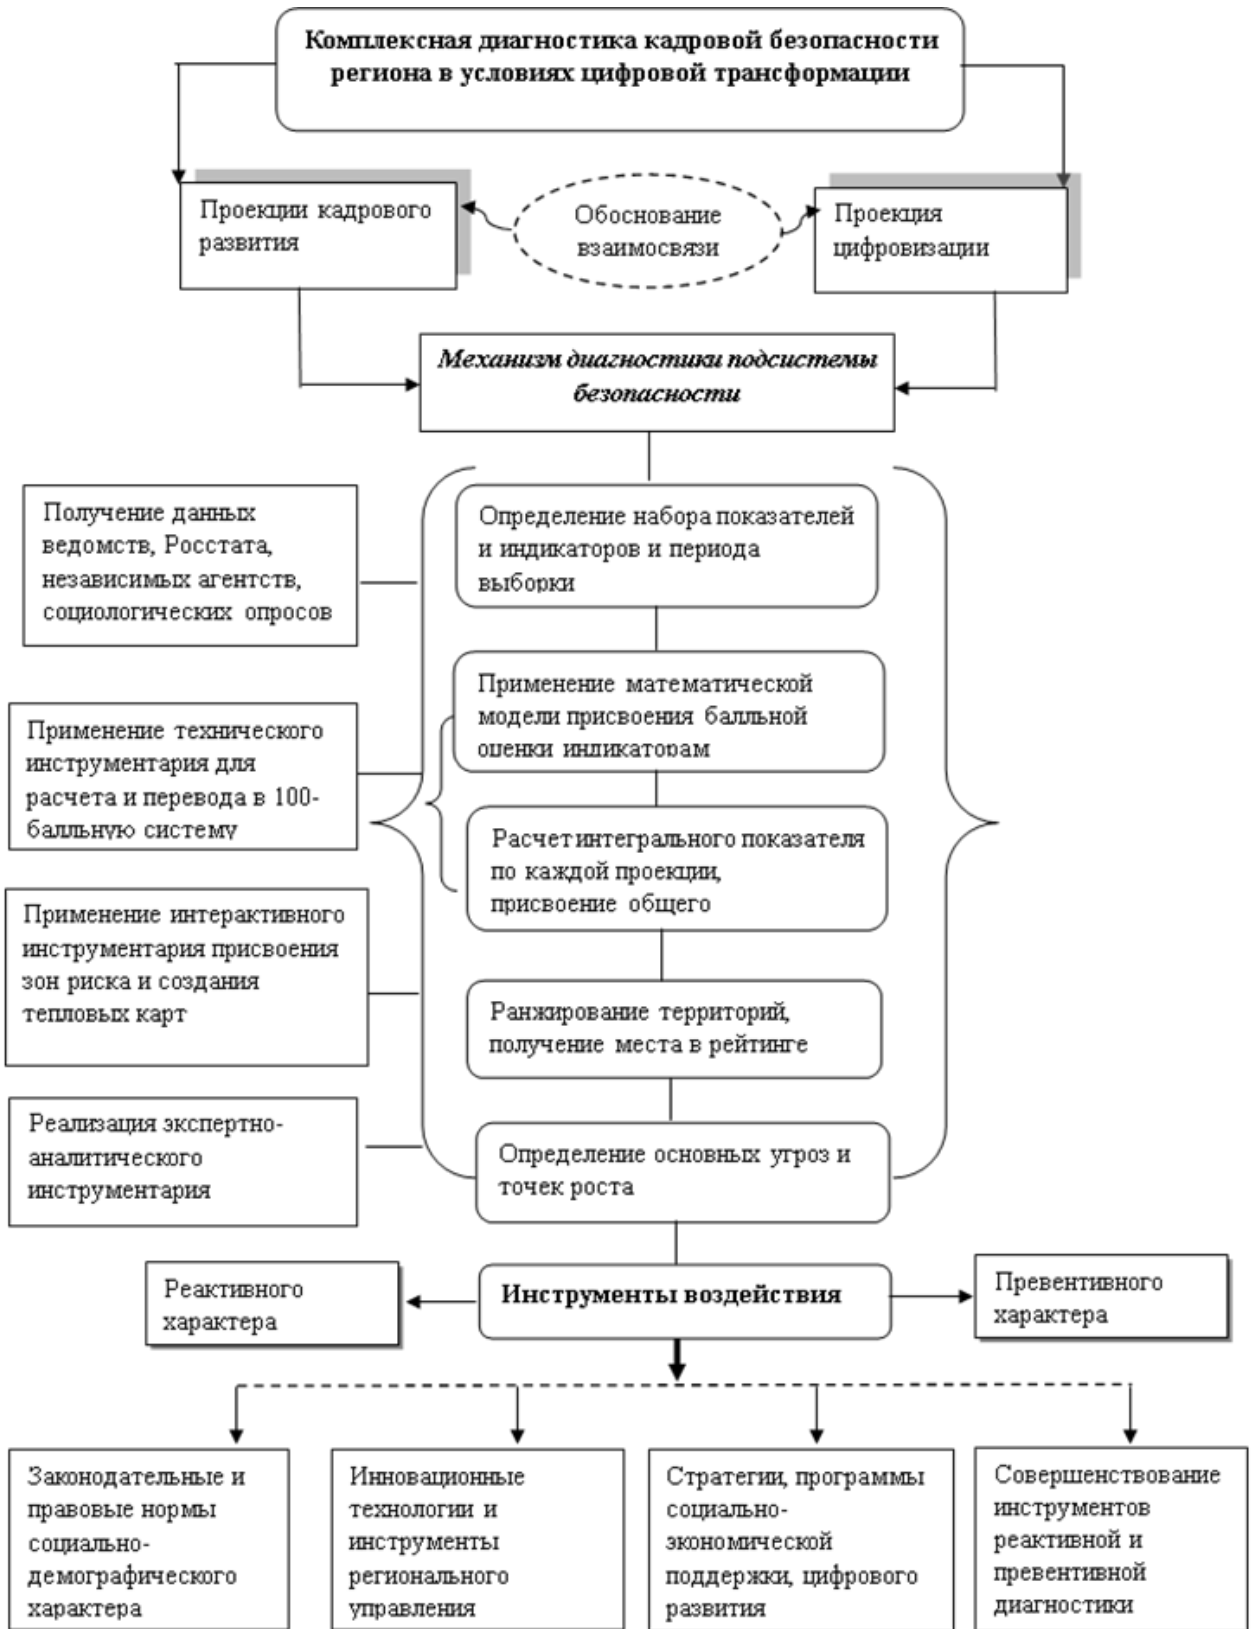 Комплексная диагностика кадровой безопасности
региона в условиях цифровой трансформации
Проекции кадрового
развития
Обоснование
взаимосвязи
Проекция
цифровизации
Механизм диагностики подсистемы
безопасности
Получение данных
ведомств, Росстата,
независимых агентств,
социологических опросов
Определение набора показателей
и индикаторов и периода
выборки
Применение технического
инструментария для
расчета и перевода в 100-
балльную систему
Применение математической
модели присвоения балльной
оценки индикаторам
Расчет интегрального показателя
по каждой проекции,
присвоение общего
Применение интерактивного
инструментария присвоения
зон риска и создания
тепловых карт
Ранжирование территорий,
получение места в рейтинге
Реализация экспертно-
аналитического
инструментария
Определение основных угроз и
точек роста
Реактивного
характера
Инструменты воздействия
Превентивного
характера
Законодательные и
правовые нормы
социально-
демографического
характера
Инновационные
технологии и
инструменты
регионального
управления
Стратегии, программы
социально-
экономической
поддержки, цифрового
развития
Совершенствование
инструментов
реактивной и
превентивной
диагностики